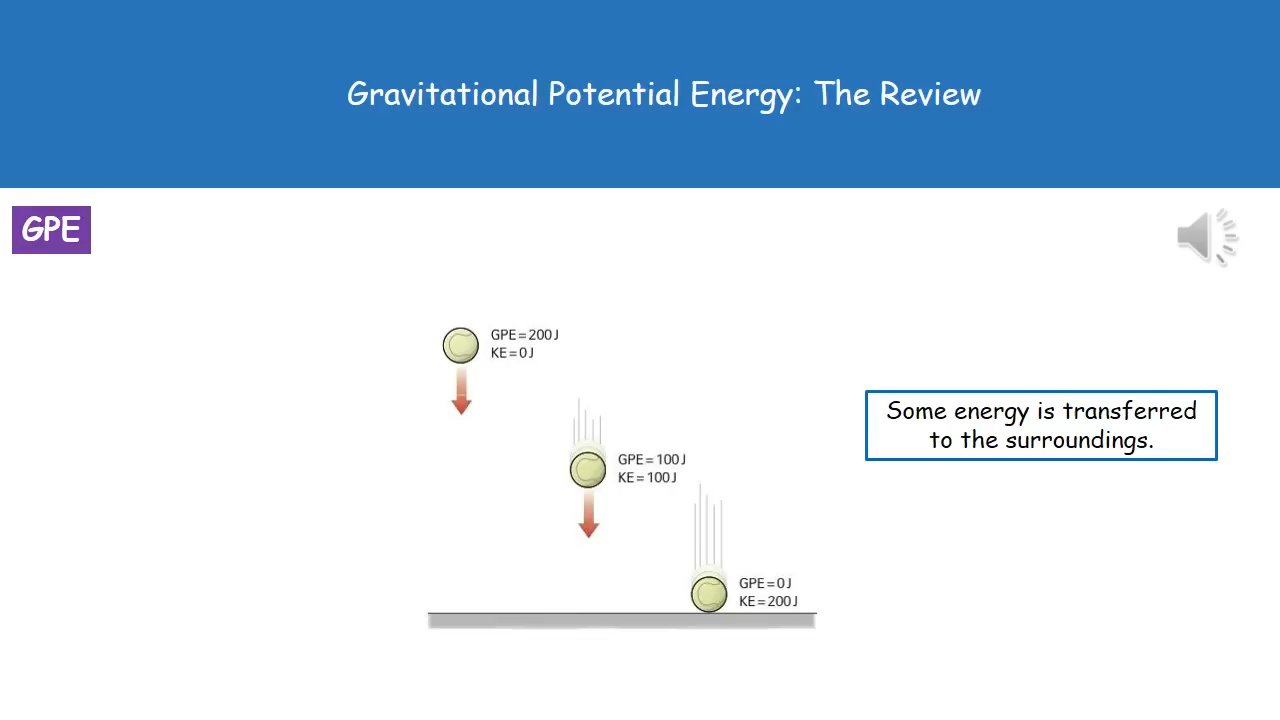 Gravitational Potential Energy: The Review
GPE
GPE = 200 J
KE = 0 J
GPE = 100 J
KE = 100 J
GPE = 0 J
KE = 200 J
Some energy is transferred
to the surroundings.